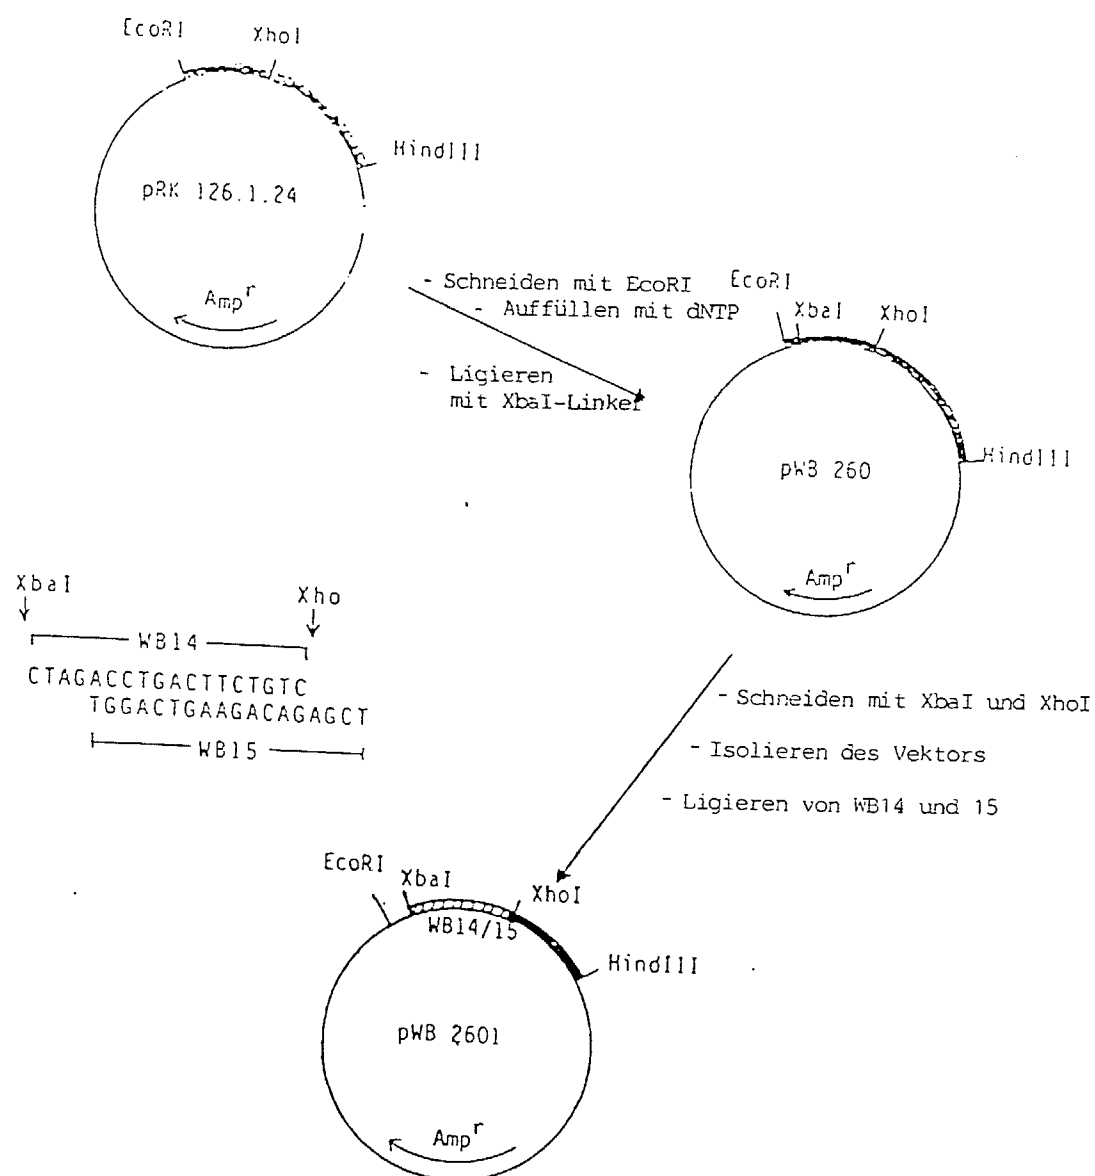 EcoRI XhoI
HindIII
pRK 126.1.24
Amp^r
- Schneiden mit EcoRI
- Auffüllen mit dNTP
- Ligieren
mit XbaI-Linker
EcoRI
XbaI XhoI
HindIII
pWB 260
Amp^r
XbaI Xho
WB14
CTAGACCTGACTTCTGTC
TGGACTGAAGACAGAGCT
WB15
- Schneiden mit XbaI und XhoI
- Isolieren des Vektors
- Ligieren von WB14 und 15
EcoRI XbaI XhoI
WB14/15
HindIII
pWB 2601
Amp^r